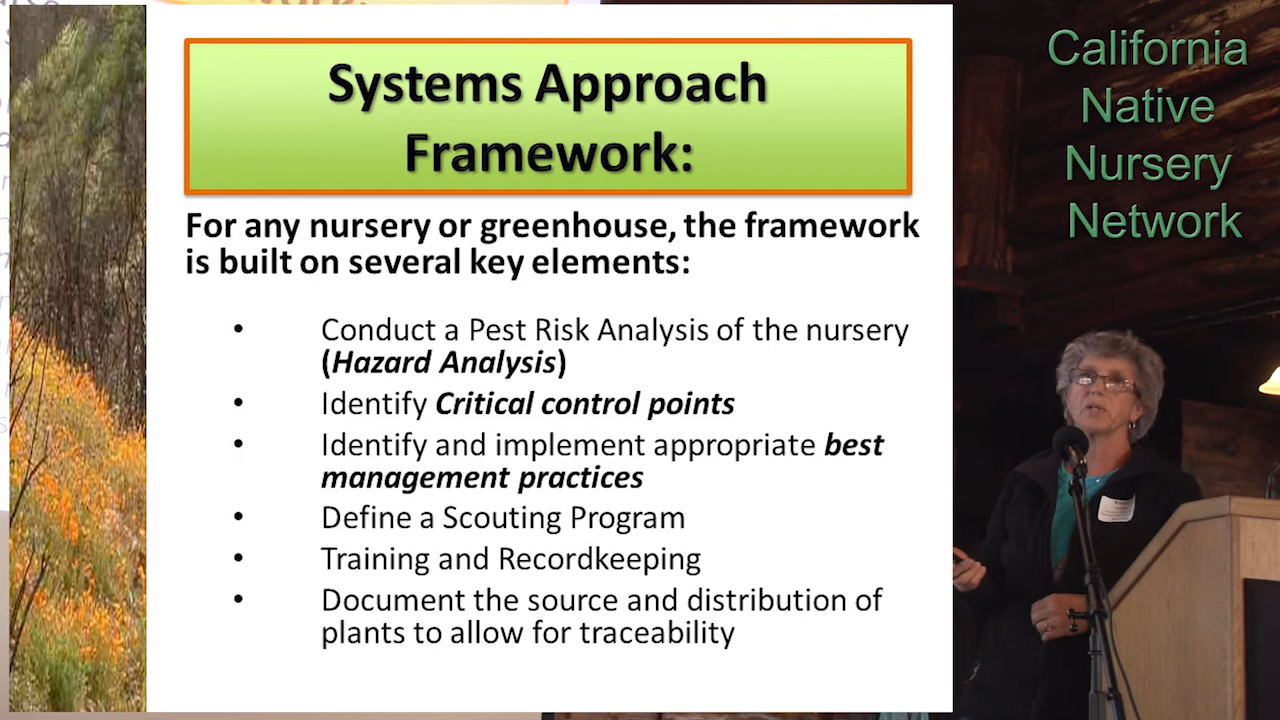 Systems Approach
Framework:
For any nursery or greenhouse, the framework
is built on several key elements:
• Conduct a Pest Risk Analysis of the nursery
(Hazard Analysis)
• Identify Critical control points
• Identify and implement appropriate best
management practices
• Define a Scouting Program
• Training and Recordkeeping
• Document the source and distribution of
plants to allow for traceability
California
Native
Nursery
Network